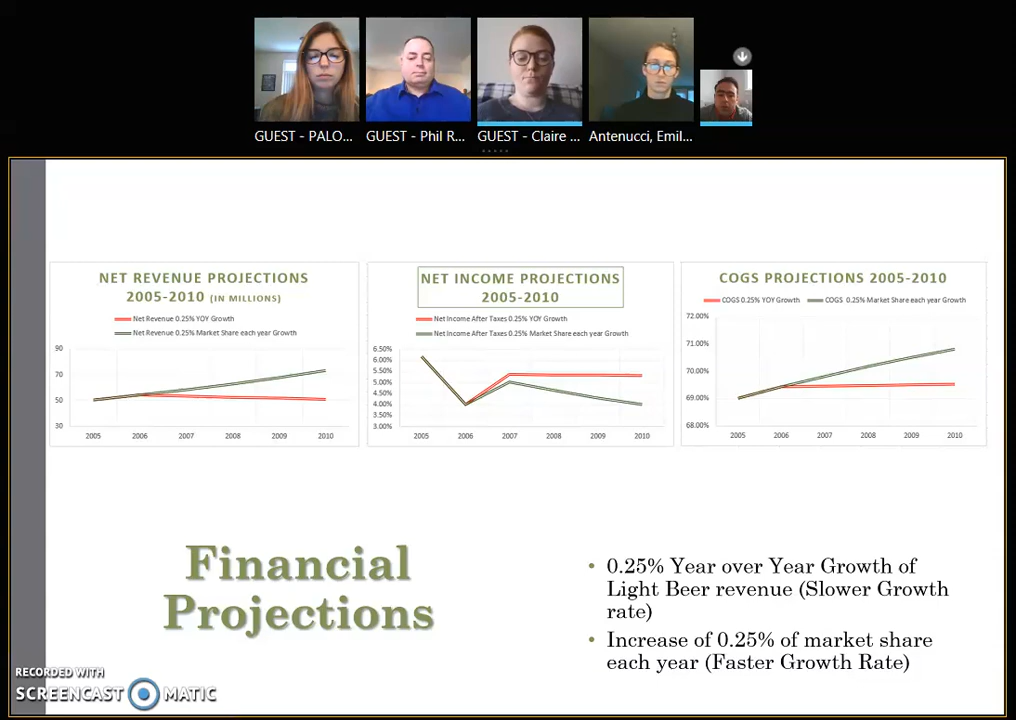 GUEST - PALO...
GUEST - Phil R...
GUEST - Claire ...
Antenucci, Emil...
NET REVENUE PROJECTIONS
2005-2010 (IN MILLIONS)
Net Revenue 0.25% YOY Growth
Net Revenue 0.25% Market Share each year Growth
90
70
50
30
2005 2006 2007 2008 2009 2010
NET INCOME PROJECTIONS
2005-2010
Net Income After Taxes 0.25% YOY Growth
Net Income After Taxes 0.25% Market Share each year Growth
6.50%
6.00%
5.50%
5.00%
4.50%
4.00%
3.50%
3.00%
2005 2006 2007 2008 2009 2010
COGS PROJECTIONS 2005-2010
COGS 0.25% YOY Growth COGS 0.25% Market Share each year Growth
72.00%
71.00%
70.00%
69.00%
68.00%
2005 2006 2007 2008 2009 2010
Financial
Projections
• 0.25% Year over Year Growth of
Light Beer revenue (Slower Growth
rate)
• Increase of 0.25% of market share
each year (Faster Growth Rate)
RECORDED WITH
SCREENCAST MATIC